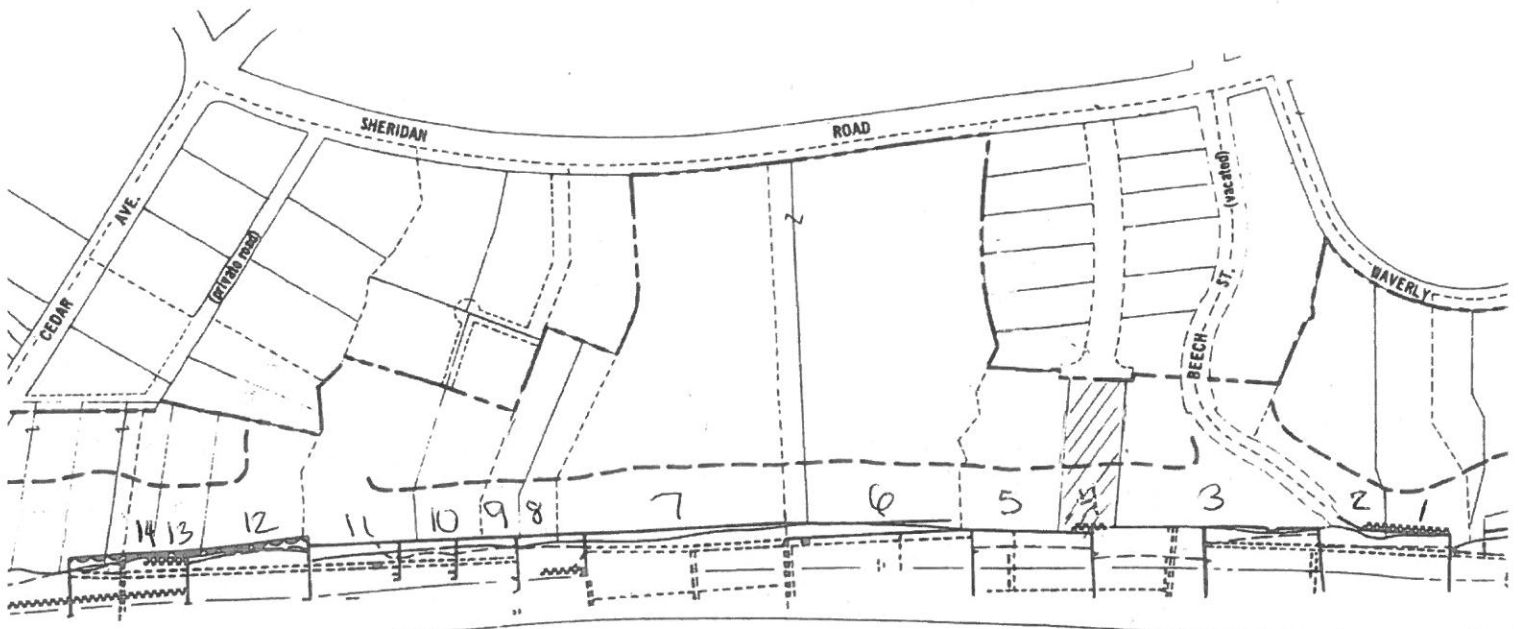 SHERIDAN ROAD
CEDAR AVE.
(private road)
BEECH ST. (vacated)
WAVERLY
14 13 12 11 10 9 8 7 6 5 3 2 1